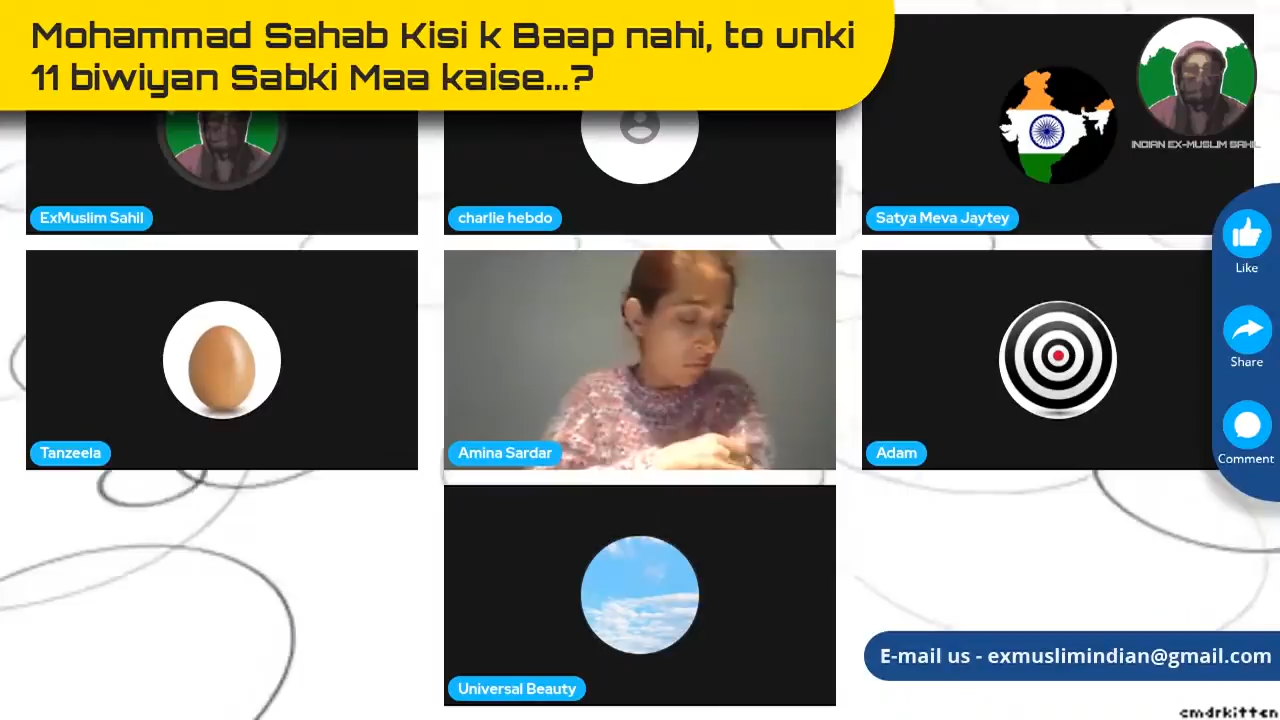 Mohammad Sahab Kisi k Baap nahi, to unki
11 biwiyan Sabki Maa kaise...?
INDIAN EX-MUSLIM SAHIL
ExMuslim Sahil
charlie hebdo
Satya Meva Jaytey
Like
Share
Tanzeela
Amina Sardar
Adam
Comment
E-mail us - exmuslimindian@gmail.com
Universal Beauty
cmdrkitten